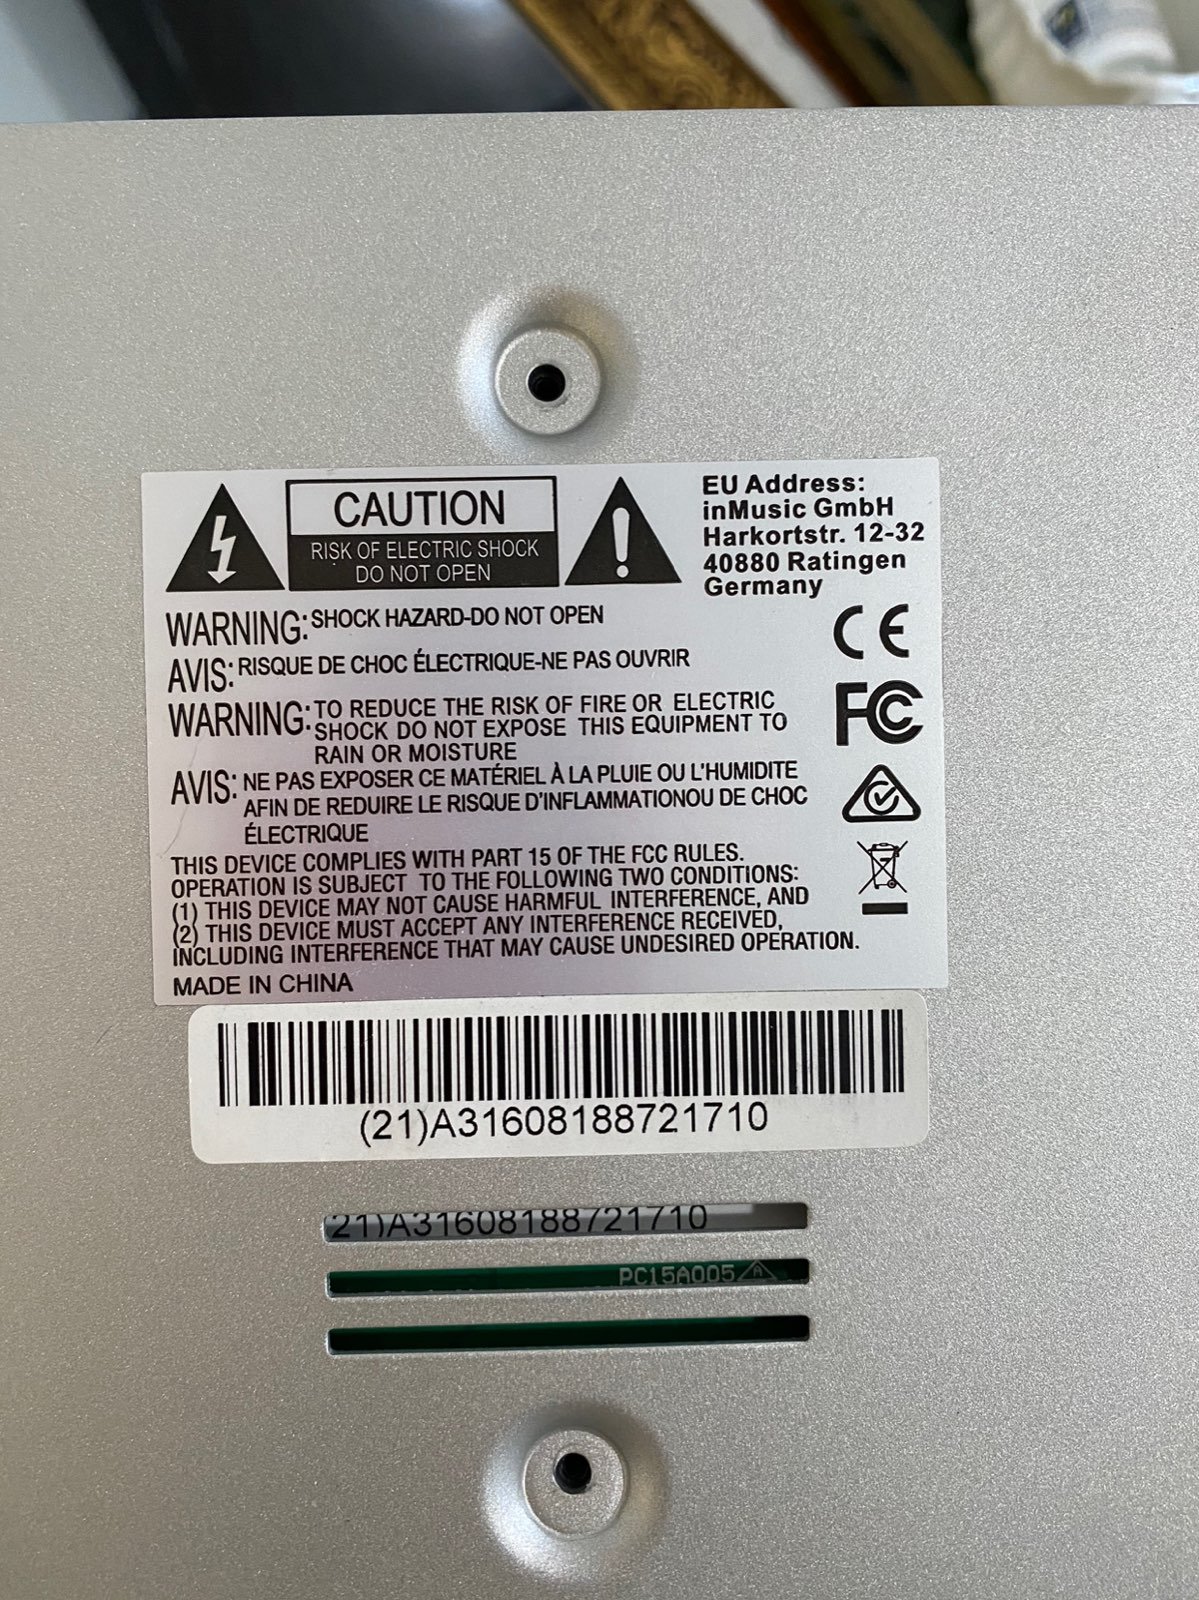 CAUTION
RISK OF ELECTRIC SHOCK
DO NOT OPEN
EU Address:
inMusic GmbH
Harkortstr. 12-32
40880 Ratingen
Germany
WARNING: SHOCK HAZARD-DO NOT OPEN
AVIS: RISQUE DE CHOC ÉLECTRIQUE-NE PAS OUVRIR
WARNING: TO REDUCE THE RISK OF FIRE OR ELECTRIC
SHOCK DO NOT EXPOSE THIS EQUIPMENT TO
RAIN OR MOISTURE
AVIS: NE PAS EXPOSER CE MATÉRIEL À LA PLUIE OU L'HUMIDITE
AFIN DE REDUIRE LE RISQUE D'INFLAMMATIONOU DE CHOC
ÉLECTRIQUE
THIS DEVICE COMPLIES WITH PART 15 OF THE FCC RULES.
OPERATION IS SUBJECT TO THE FOLLOWING TWO CONDITIONS:
(1) THIS DEVICE MAY NOT CAUSE HARMFUL INTERFERENCE, AND
(2) THIS DEVICE MUST ACCEPT ANY INTERFERENCE RECEIVED,
INCLUDING INTERFERENCE THAT MAY CAUSE UNDESIRED OPERATION.
MADE IN CHINA
CE
FC
(21)A31608188721710
21)A31608188721710
PC15A005 A